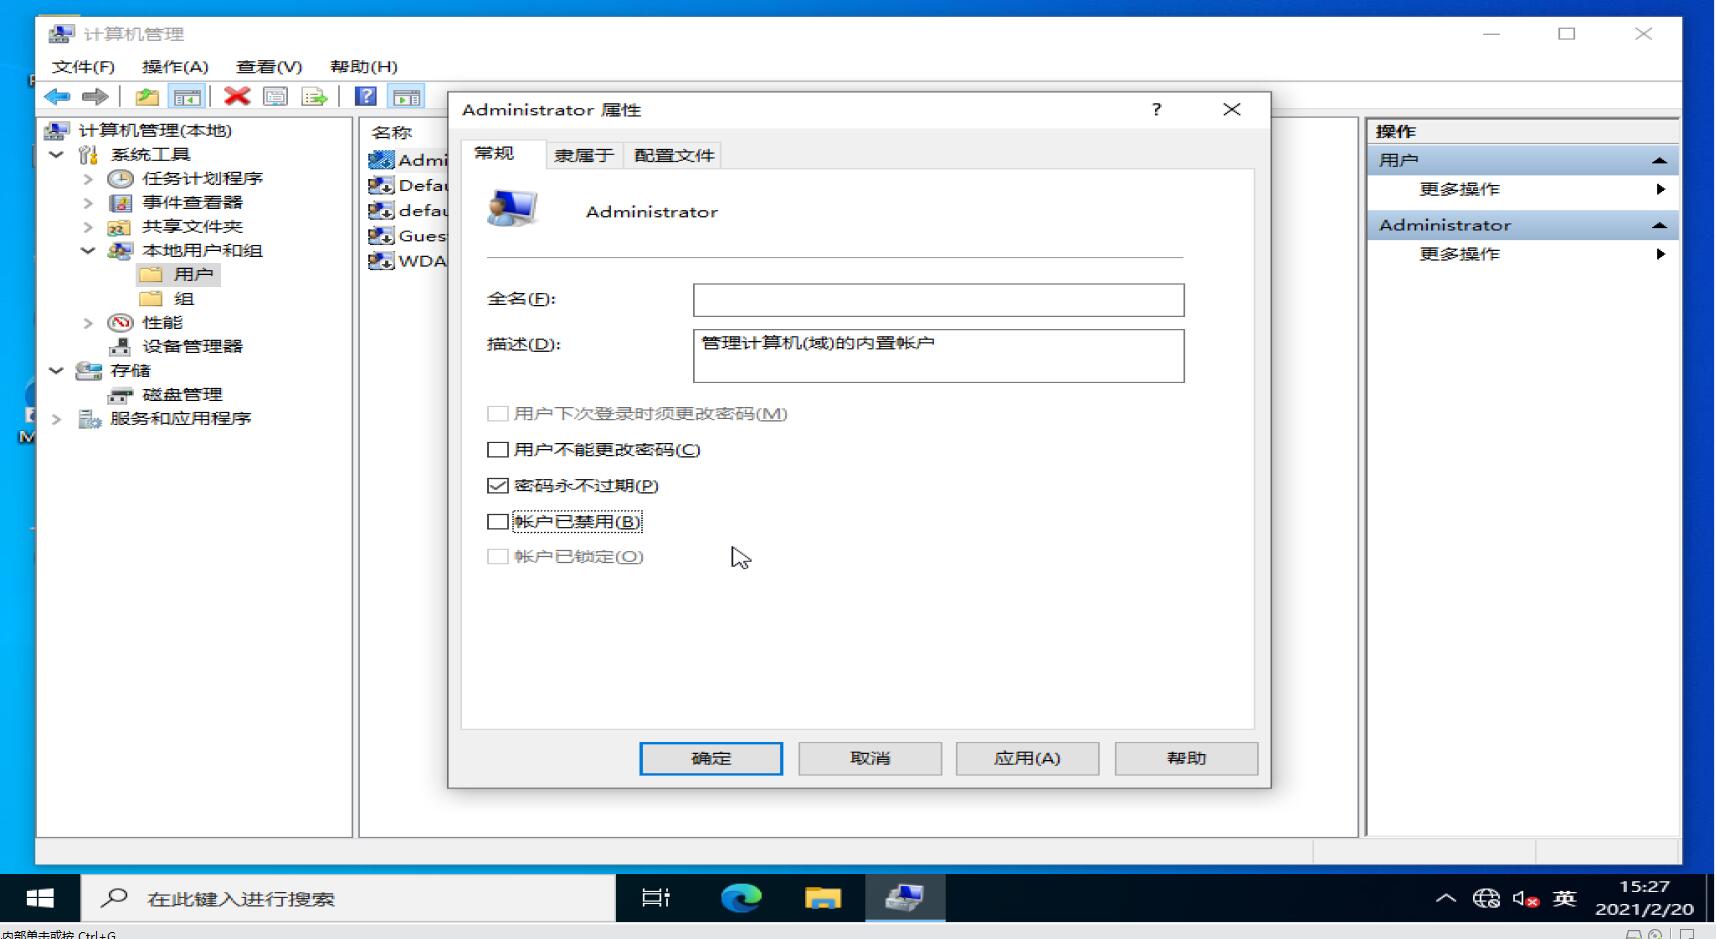 计算机管理
文件(F) 操作(A) 查看(V) 帮助(H)
计算机管理(本地)
系统工具
任务计划程序
事件查看器
共享文件夹
本地用户和组
用户
组
性能
设备管理器
存储
磁盘管理
服务和应用程序
名称
Admi
Defau
defau
Gues
WDA
Administrator 属性
?
常规 隶属于 配置文件
Administrator
全名(F):
描述(D): 管理计算机(域)的内置帐户
用户下次登录时须更改密码(M)
用户不能更改密码(C)
密码永不过期(P)
帐户已禁用(B)
帐户已锁定(O)
确定 取消 应用(A) 帮助
操作
用户
更多操作
Administrator
更多操作
在此键入进行搜索
英
15:27
2021/2/20
内部单击或按 Ctrl+G